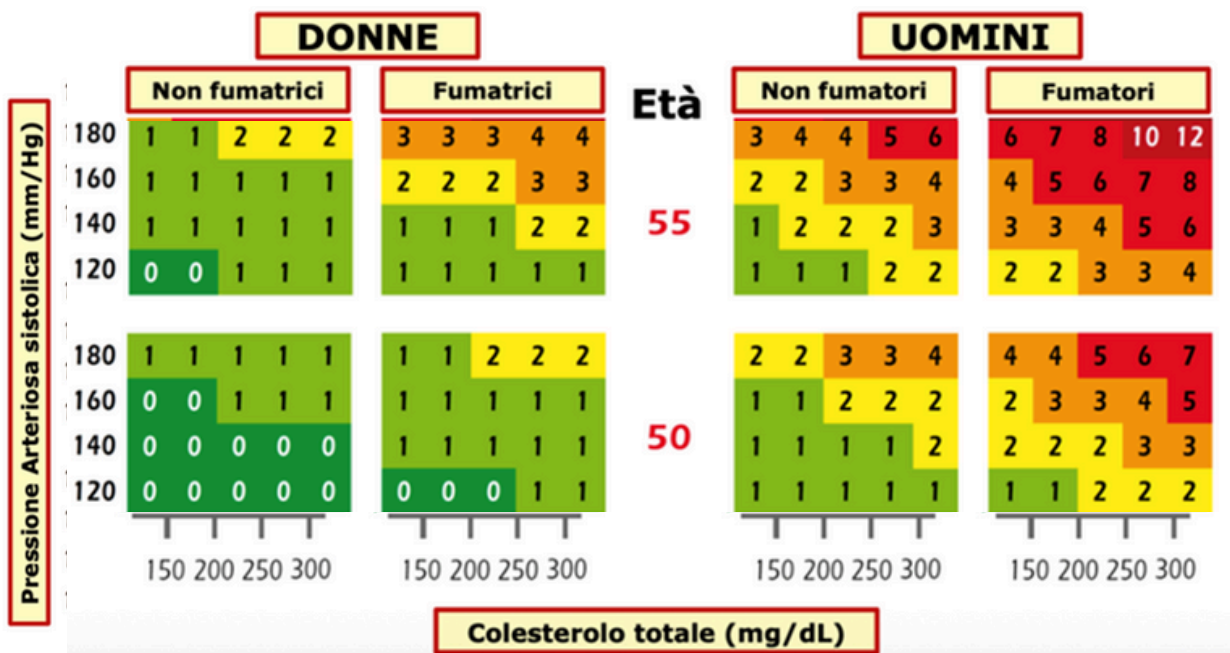 DONNE UOMINI
Non fumatrici Fumatrici Età Non fumatori Fumatori
180 1 1 2 2 2 3 3 3 4 4 3 4 4 5 6 6 7 8 10 12
160 1 1 1 1 1 2 2 2 3 3 2 2 3 3 4 4 5 6 7 8
140 1 1 1 1 1 1 1 1 2 2 55 1 2 2 2 3 3 3 4 5 6
120 0 0 1 1 1 1 1 1 1 1 1 1 1 2 2 2 2 3 3 4
180 1 1 1 1 1 1 1 2 2 2 2 2 3 3 4 4 4 5 6 7
160 0 0 1 1 1 1 1 1 1 1 1 1 2 2 2 2 3 3 4 5
140 0 0 0 0 0 1 1 1 1 1 50 1 1 1 1 2 2 2 2 3 3
120 0 0 0 0 0 0 0 0 1 1 1 1 1 1 1 1 1 2 2 2
150 200 250 300 150 200 250 300 150 200 250 300 150 200 250 300
Pressione Arteriosa sistolica (mm/Hg)
Colesterolo totale (mg/dL)